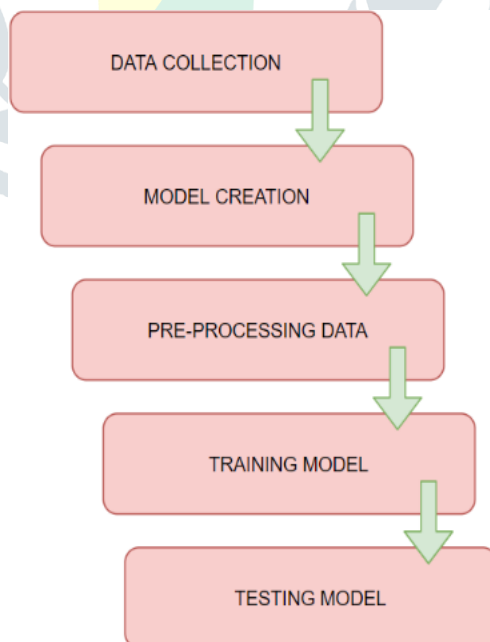 DATA COLLECTION
MODEL CREATION
PRE-PROCESSING DATA
TRAINING MODEL
TESTING MODEL